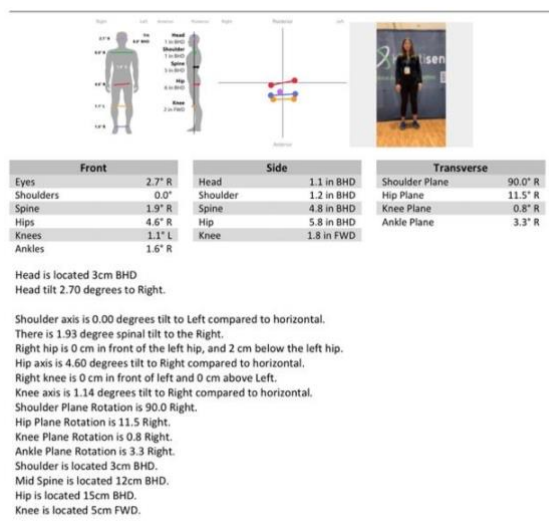 Right
Left
Anterior
Posterior
Right
Posterior
Left
Head
Shoulder
Spine
Hip
Knee
Anterior
tisen
Front
Eyes 2.7° R
Shoulders 0.0°
Spine 1.9° R
Hips 4.6° R
Knees 1.1° L
Ankles 1.6° R
Side
Head 1.1 in BHD
Shoulder 1.2 in BHD
Spine 4.8 in BHD
Hip 5.8 in BHD
Knee 1.8 in FWD
Transverse
Shoulder Plane 90.0° R
Hip Plane 11.5° R
Knee Plane 0.8° R
Ankle Plane 3.3° R
Head is located 3cm BHD
Head tilt 2.70 degrees to Right.
Shoulder axis is 0.00 degrees tilt to Left compared to horizontal.
There is 1.93 degree spinal tilt to the Right.
Right hip is 0 cm in front of the left hip, and 2 cm below the left hip.
Hip axis is 4.60 degrees tilt to Right compared to horizontal.
Right knee is 0 cm in front of left and 0 cm above Left.
Knee axis is 1.14 degrees tilt to Right compared to horizontal.
Shoulder Plane Rotation is 90.0 Right.
Hip Plane Rotation is 11.5 Right.
Knee Plane Rotation is 0.8 Right.
Ankle Plane Rotation is 3.3 Right.
Shoulder is located 3cm BHD.
Mid Spine is located 12cm BHD.
Hip is located 15cm BHD.
Knee is located 5cm FWD.